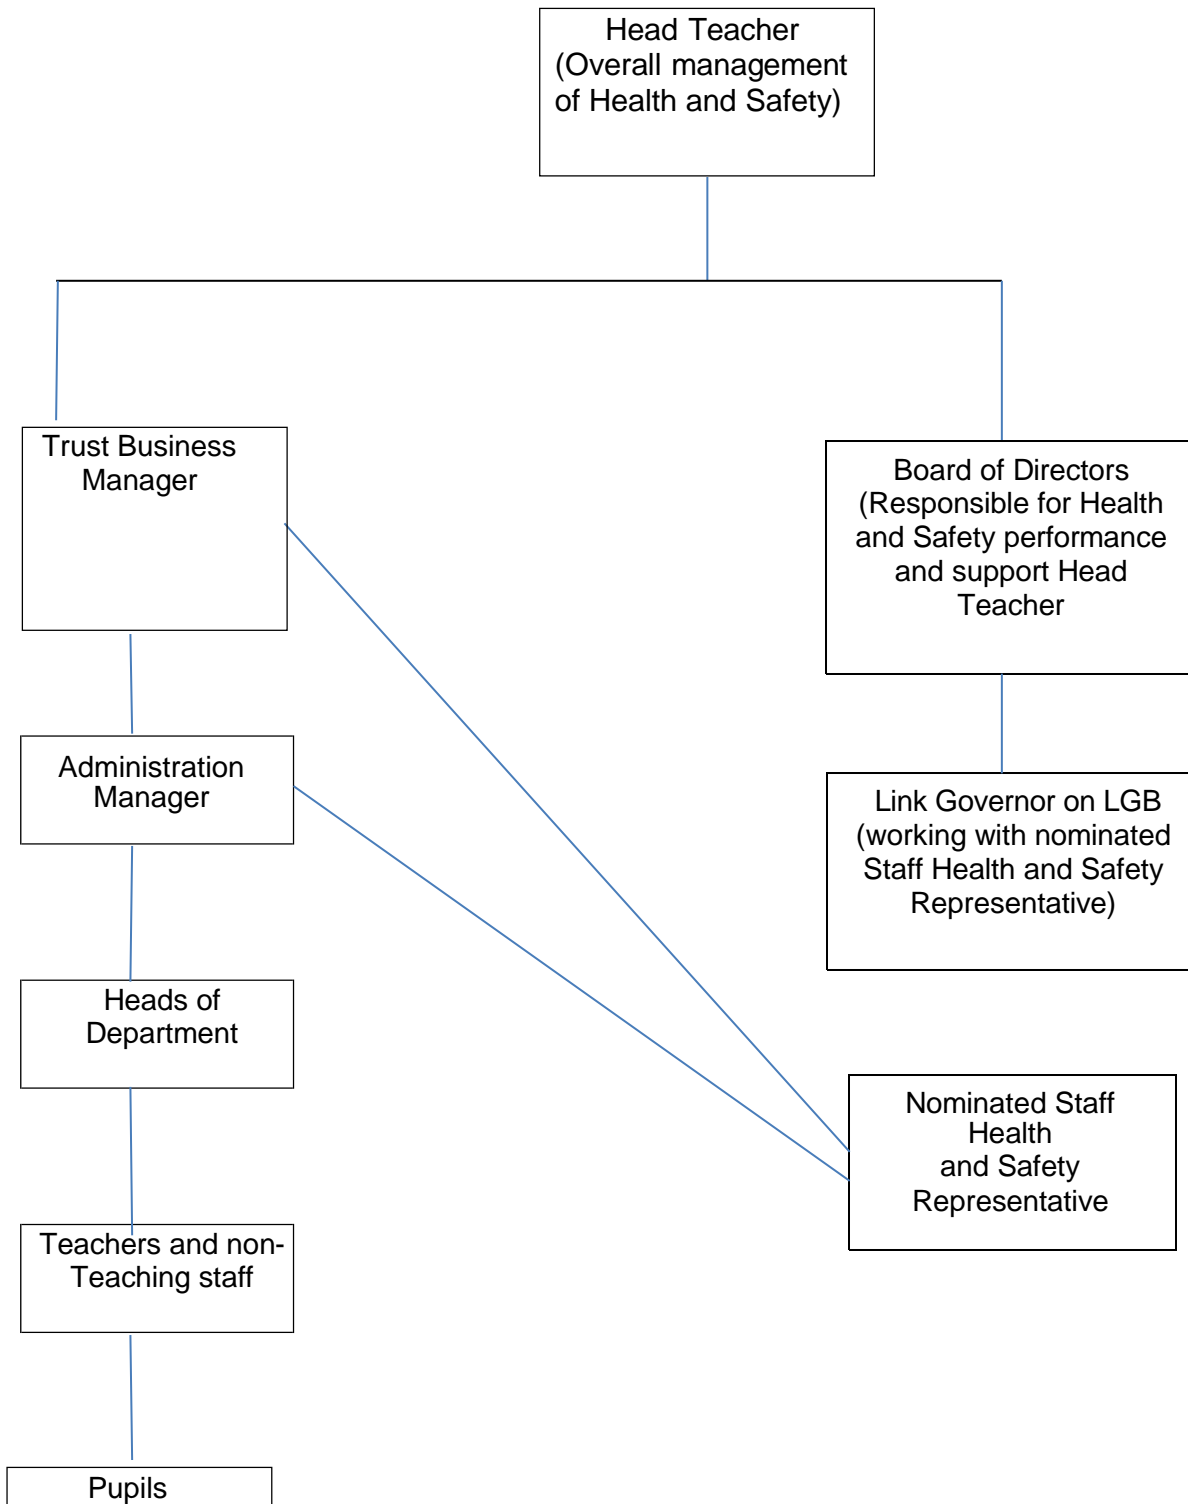 Head Teacher
(Overall management
of Health and Safety)
Trust Business
Manager
Board of Directors
(Responsible for Health
and Safety performance
and support Head
Teacher
Administration
Manager
Link Governor on LGB
(working with nominated
Staff Health and Safety
Representative)
Heads of
Department
Nominated Staff
Health
and Safety
Representative
Teachers and non-
Teaching staff
Pupils